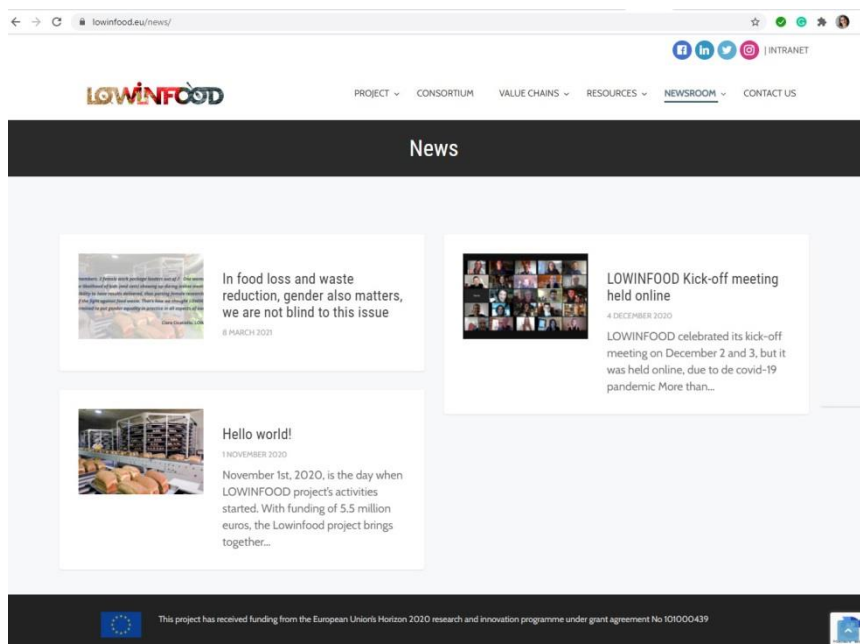 lowinfood.eu/news/
| INTRANET
LOWINFOOD
PROJECT CONSORTIUM VALUE CHAINS RESOURCES NEWSROOM CONTACT US
News
In food loss and waste
reduction, gender also matters,
we are not blind to this issue
8 MARCH 2021
LOWINFOOD Kick-off meeting
held online
4 DECEMBER 2020
LOWINFOOD celebrated its kick-off
meeting on December 2 and 3, but it
was held online, due to de covid-19
pandemic More than...
Hello world!
1 NOVEMBER 2020
November 1st, 2020, is the day when
LOWINFOOD project's activities
started. With funding of 5.5 million
euros, the Lowinfood project brings
together...
This project has received funding from the European Union's Horizon 2020 research and innovation programme under grant agreement No 101000439